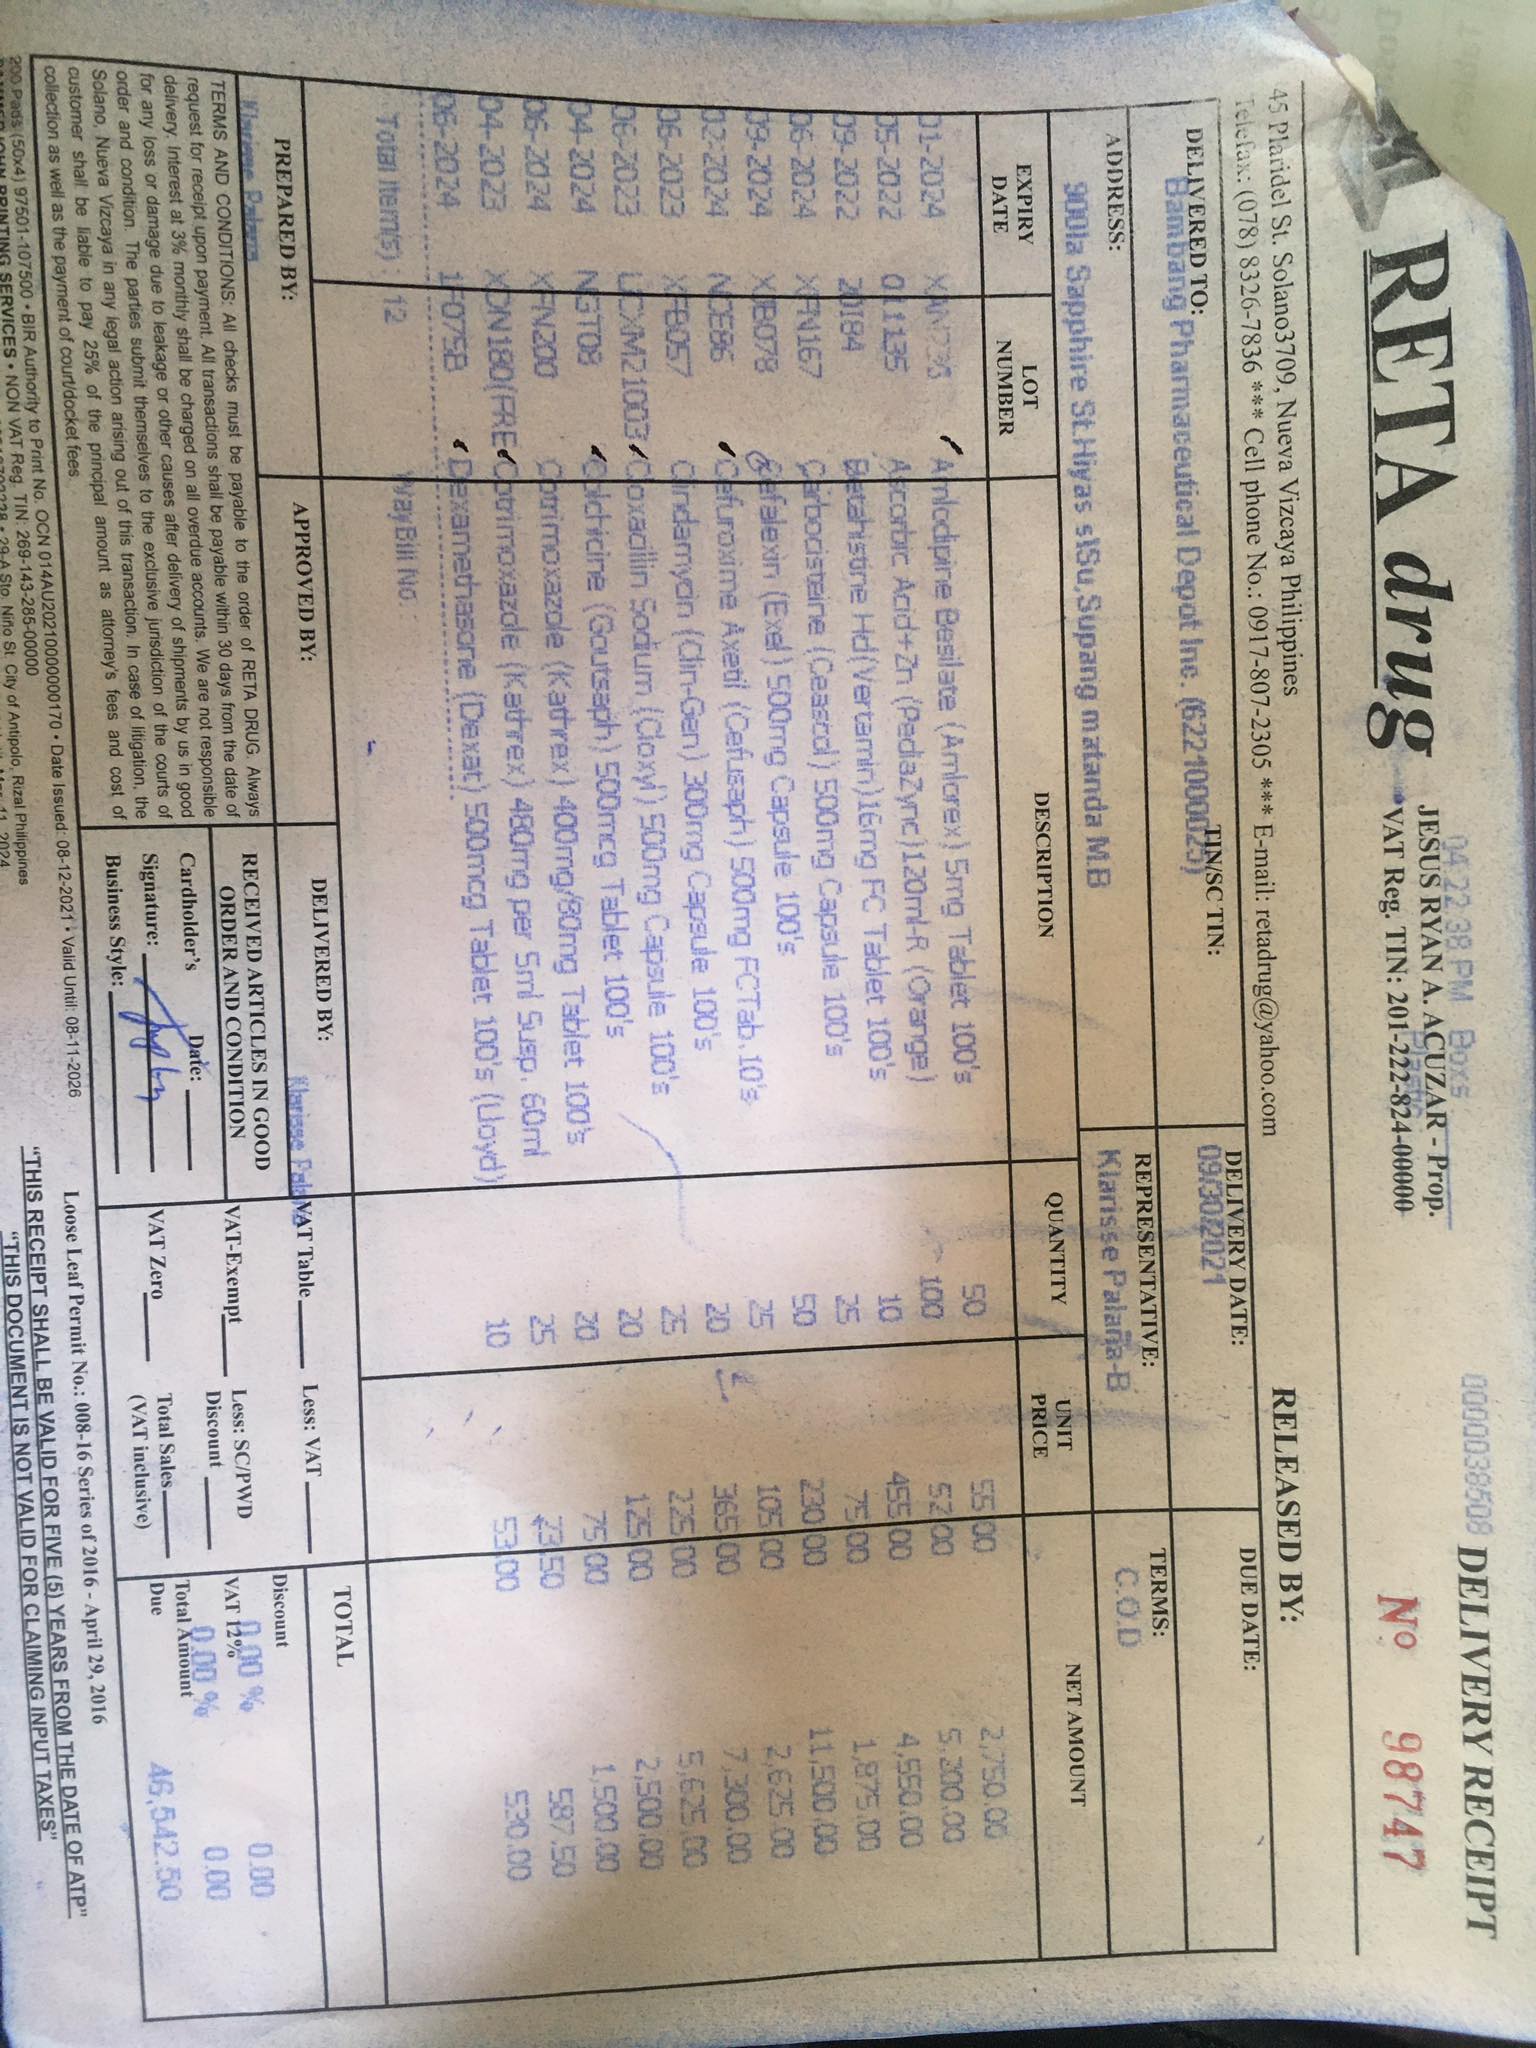 RETA drug
JESUS RYAN A. ACUZAR - Prop.
VAT Reg. TIN: 201-222-824-00000
04:22:38 PM Boxs
0000038508 DELIVERY RECEIPT
Nº 98747
45 Plaridel St. Solano3709, Nueva Vizcaya Philippines
Telefax: (078) 8326-7836 *** Cell phone No.: 0917-807-2305 *** E-mail: retadrug@yahoo.com
RELEASED BY:
DELIVERED TO: TIN/SC TIN: DELIVERY DATE: DUE DATE:
Bambang Pharmaceutical Depot Inc. (6221000025) 09/30/2021
ADDRESS: REPRESENTATIVE: TERMS:
900la Sapphire St.Hiyas s\Su,Supang matanda M.B Klarisse Palaña-B C.O.D
EXPIRY DATE LOT NUMBER DESCRIPTION QUANTITY UNIT PRICE NET AMOUNT
01-2024 Amlodipine Besilate (Amlorex) 5mg Tablet 100's 50 55.00 2,750.00
05-2022 011135 Ascorbic Acid+Zn (PediaZync)120ml-R (Orange) 100 52.00 5,200.00
09-2022 20I84 Betahistine Hcl(Vertamin)16mg FC Tablet 100's 10 455.00 4,550.00
06-2024 XFN167 Carbocisteine (Ceascol) 500mg Capsule 100's 25 75.00 1,875.00
09-2024 XJB078 Cefalexin (Exel) 500mg Capsule 100's 50 230.00 11,500.00
02-2024 NCE86 Cefuroxime Axetil (Cefusaph) 500mg FCTab.10's 25 105.00 2,625.00
06-2023 XFB057 Clindamycin (Clin-Gen) 300mg Capsule 100's 20 365.00 7,300.00
06-2023 UCXM21003 Cloxacillin Sodium (Cloxyl) 500mg Capsule 100's 25 225.00 5,625.00
04-2024 NGT08 Colchicine (Goutsaph) 500mcg Tablet 100's 20 125.00 2,500.00
06-2024 XFN200 Cotrimoxazole (Kathrex) 400mg/80mg Tablet 100's 20 75.00 1,500.00
04-2023 XDN180(FRE Cotrimoxazole (Kathrex) 480mg per 5ml Susp. 60ml 25 23.50 587.50
06-2024 1F075B Dexamethasone (Dexat) 500mcg Tablet 100's (Lloyd) 10 53.00 530.00
Total Item(s) : 12 WayBill No.
PREPARED BY: APPROVED BY: DELIVERED BY:
Klarisse Palana
TERMS AND CONDITIONS: All checks must be payable to the order of RETA DRUG. Always
request for receipt upon payment. All transactions shall be payable within 30 days from the date of
delivery. Interest at 3% monthly shall be charged on all overdue accounts. We are not responsible
for any loss or damage due to leakage or other causes after delivery of shipments by us in good
order and condition. The parties submit themselves to the exclusive jurisdiction of the courts of
Solano, Nueva Vizcaya in any legal action arising out of this transaction. In case of litigation, the
customer shall be liable to pay 25% of the principal amount as attorney's fees and cost of
collection as well as the payment of court/docket fees.
RECEIVED ARTICLES IN GOOD
ORDER AND CONDITION
Date:
Cardholder's
Signature:
Business Style:
VAT Table Less: VAT
VAT-Exempt Less: SC/PWD
Discount
VAT Zero Total Sales
(VAT inclusive)
TOTAL
Discount 0.00 % 0.00
VAT 12% 0.00 % 0.00
Total Amount
Due 46,542.50
200 Pads (50x4) 97501-107500 • BIR Authority to Print No. OCN 014AU20210000000170 • Date Issued: 08-12-2021 • Valid Until: 08-11-2026
PRINTING SERVICES • NON VAT Reg. TIN: 269-143-285-00000
29-A Sto. Niño St. City of Antipolo, Rizal Philippines
Loose Leaf Permit No.: 008-16 Series of 2016 - April 29, 2016
"THIS RECEIPT SHALL BE VALID FOR FIVE (5) YEARS FROM THE DATE OF ATP"
"THIS DOCUMENT IS NOT VALID FOR CLAIMING INPUT TAXES"